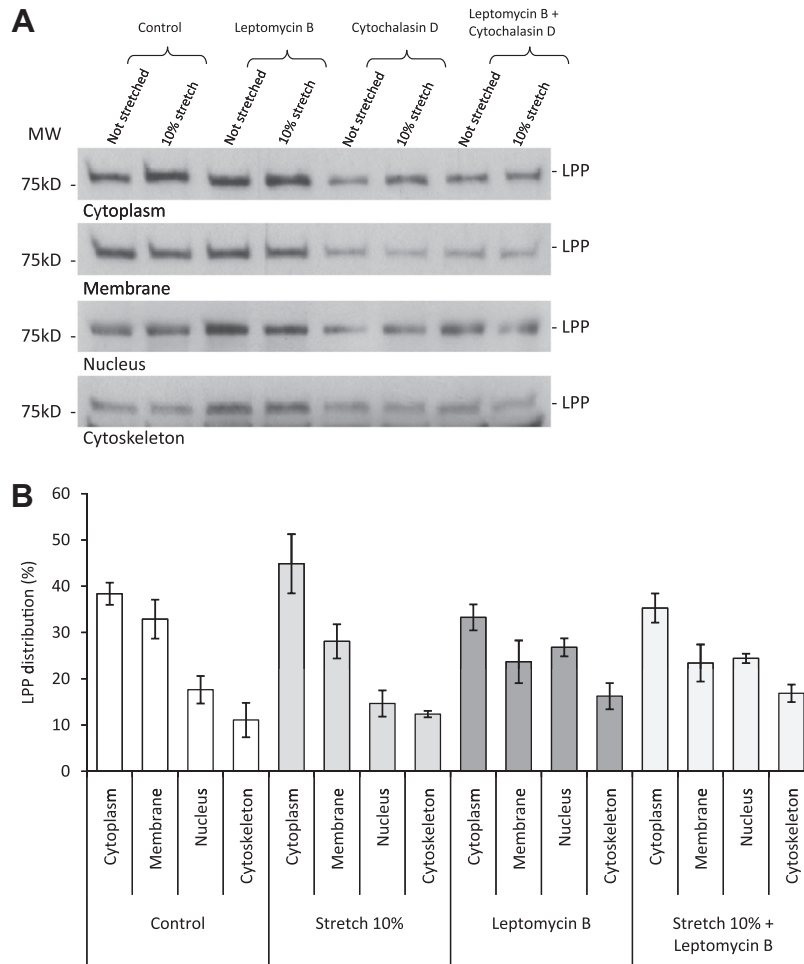 A
Control
Leptomycin B
Cytochalasin D
Leptomycin B +
Cytochalasin D
Not stretched
10% stretch
Not stretched
10% stretch
Not stretched
10% stretch
Not stretched
10% stretch
MW
75kD -
- LPP
Cytoplasm
75kD -
- LPP
Membrane
75kD -
- LPP
Nucleus
75kD -
- LPP
Cytoskeleton
B
LPP distribution (%)
60
50
40
30
20
10
0
Cytoplasm
Membrane
Nucleus
Cytoskeleton
Cytoplasm
Membrane
Nucleus
Cytoskeleton
Cytoplasm
Membrane
Nucleus
Cytoskeleton
Cytoplasm
Membrane
Nucleus
Cytoskeleton
Control
Stretch 10%
Leptomycin B
Stretch 10% +
Leptomycin B